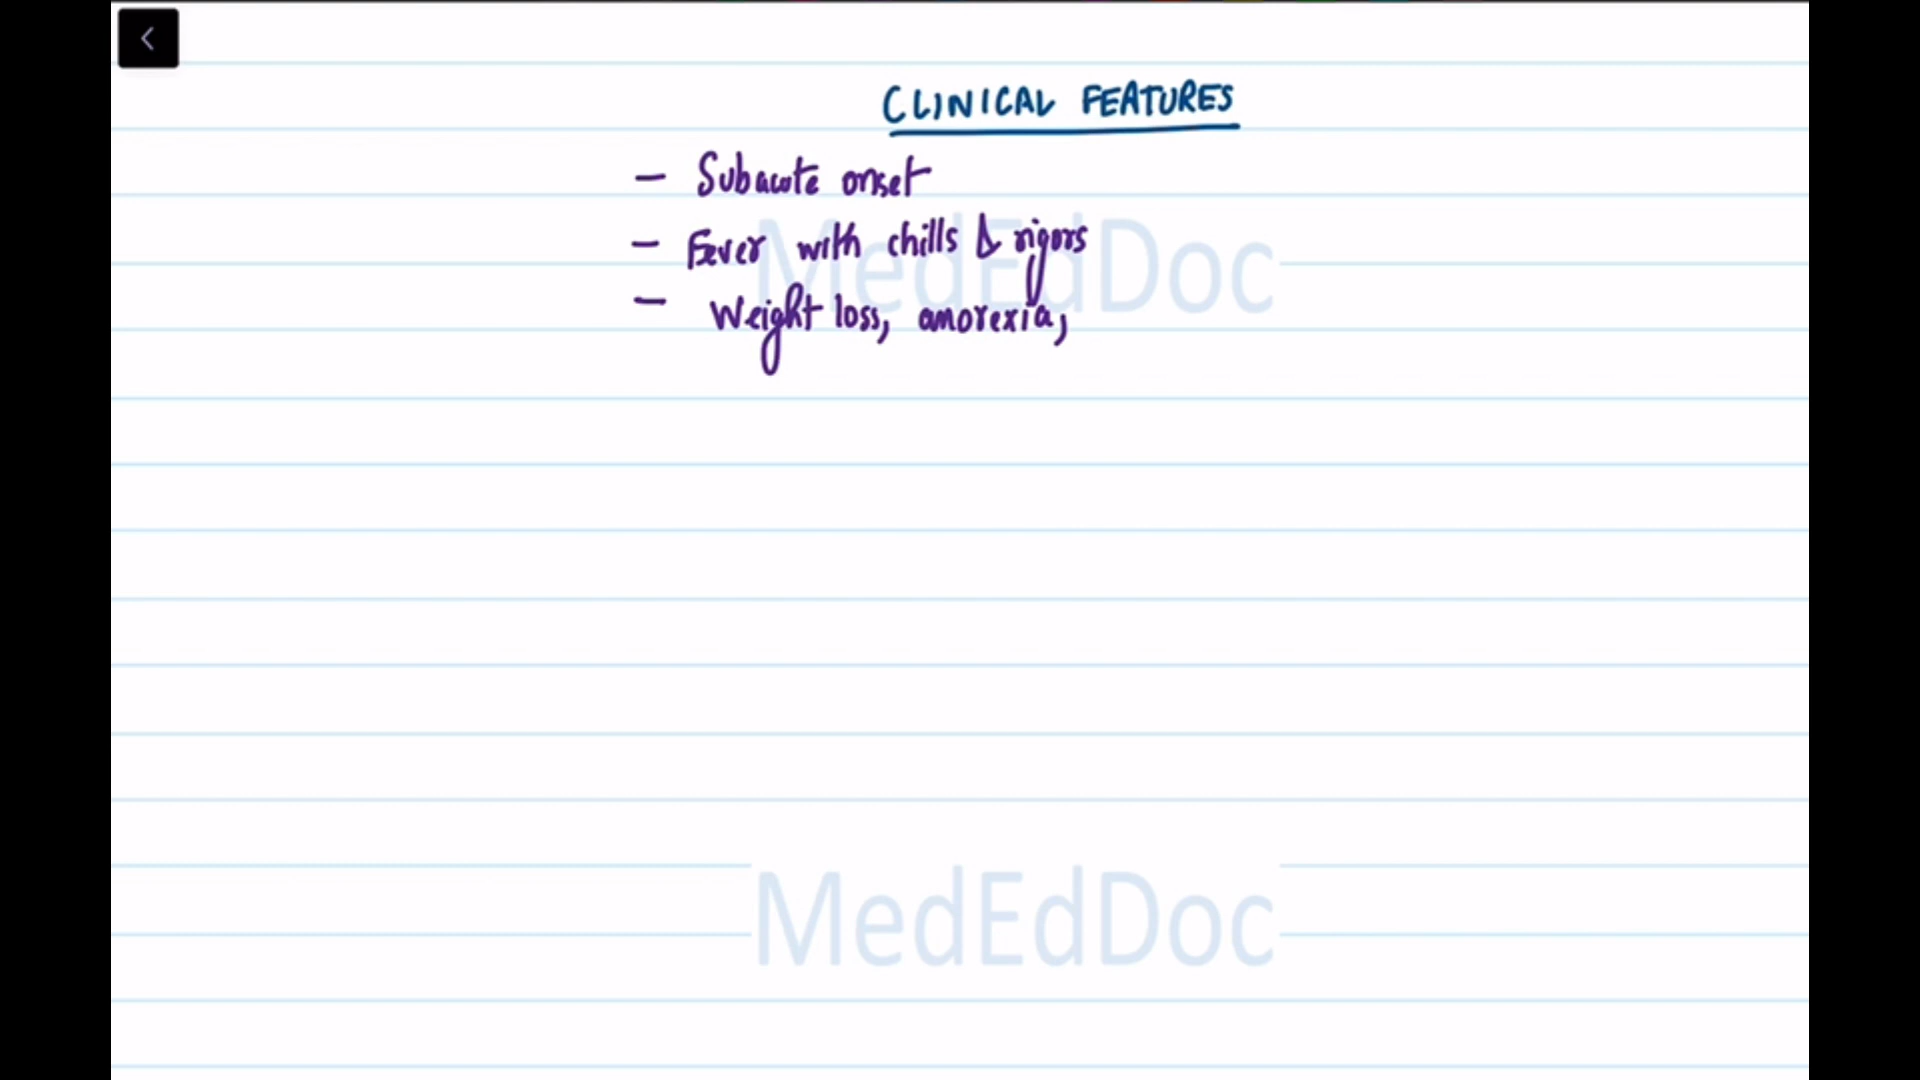 CLINICAL FEATURES
— Subacute onset
— Fever with chills & rigors
— Weight loss, anorexia,
MedEdDoc
MedEdDoc